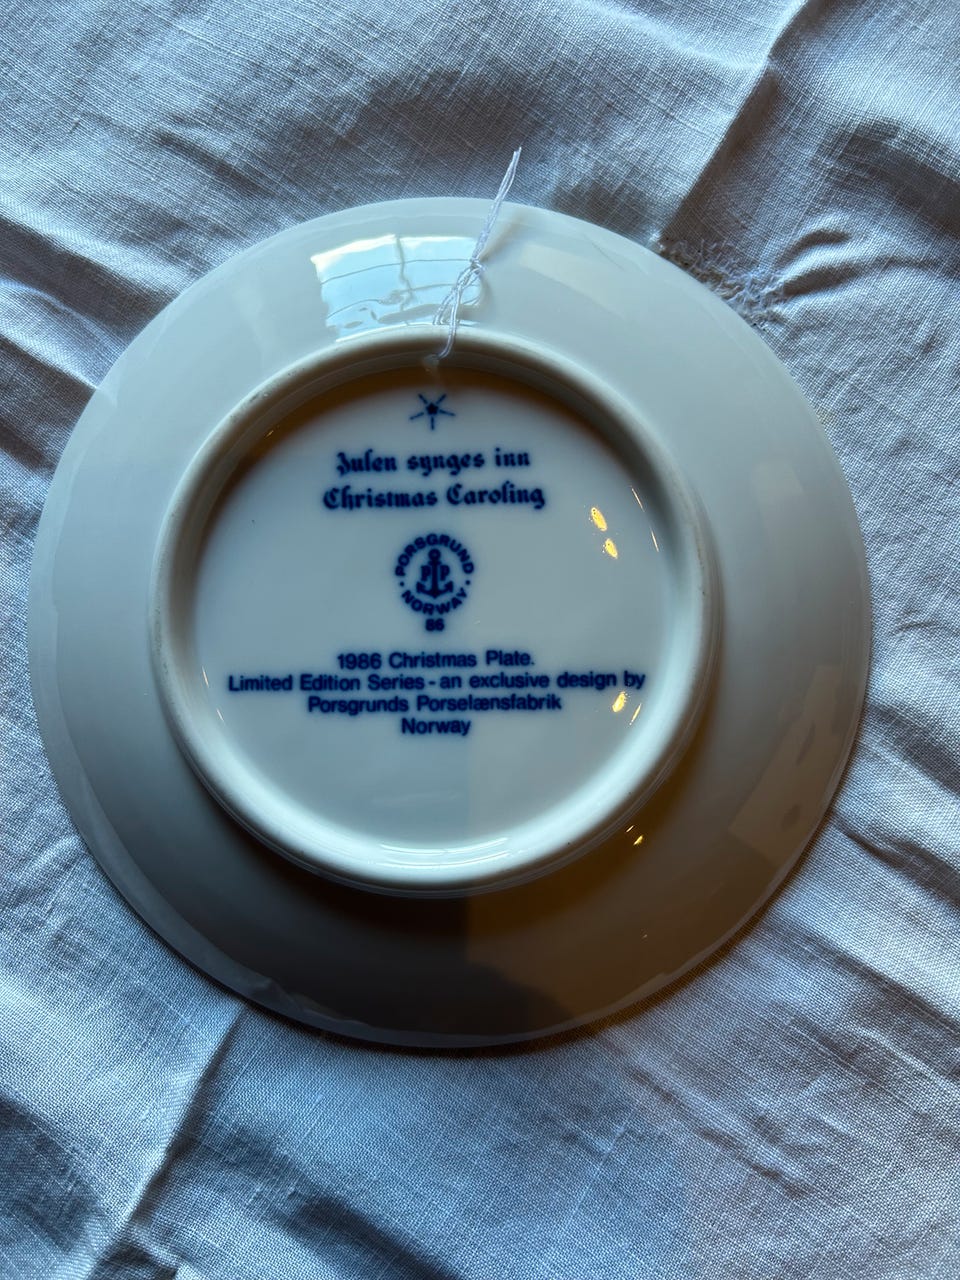 Julen synges inn
Christmas Caroling
PORSGRUND
P P
NORWAY
86
1986 Christmas Plate.
Limited Edition Series - an exclusive design by
Porsgrunds Porselænsfabrik
Norway